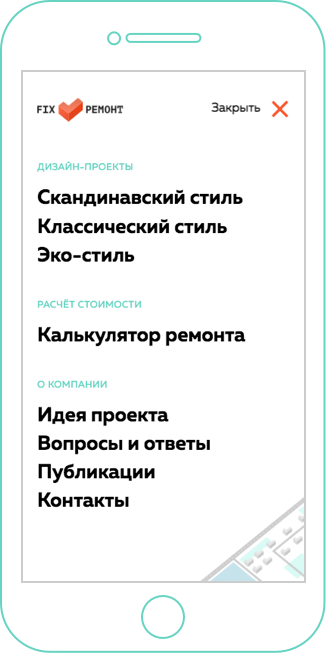 FIX РЕМОНТ
Закрыть
ДИЗАЙН-ПРОЕКТЫ
Скандинавский стиль
Классический стиль
Эко-стиль
РАСЧЁТ СТОИМОСТИ
Калькулятор ремонта
О КОМПАНИИ
Идея проекта
Вопросы и ответы
Публикации
Контакты